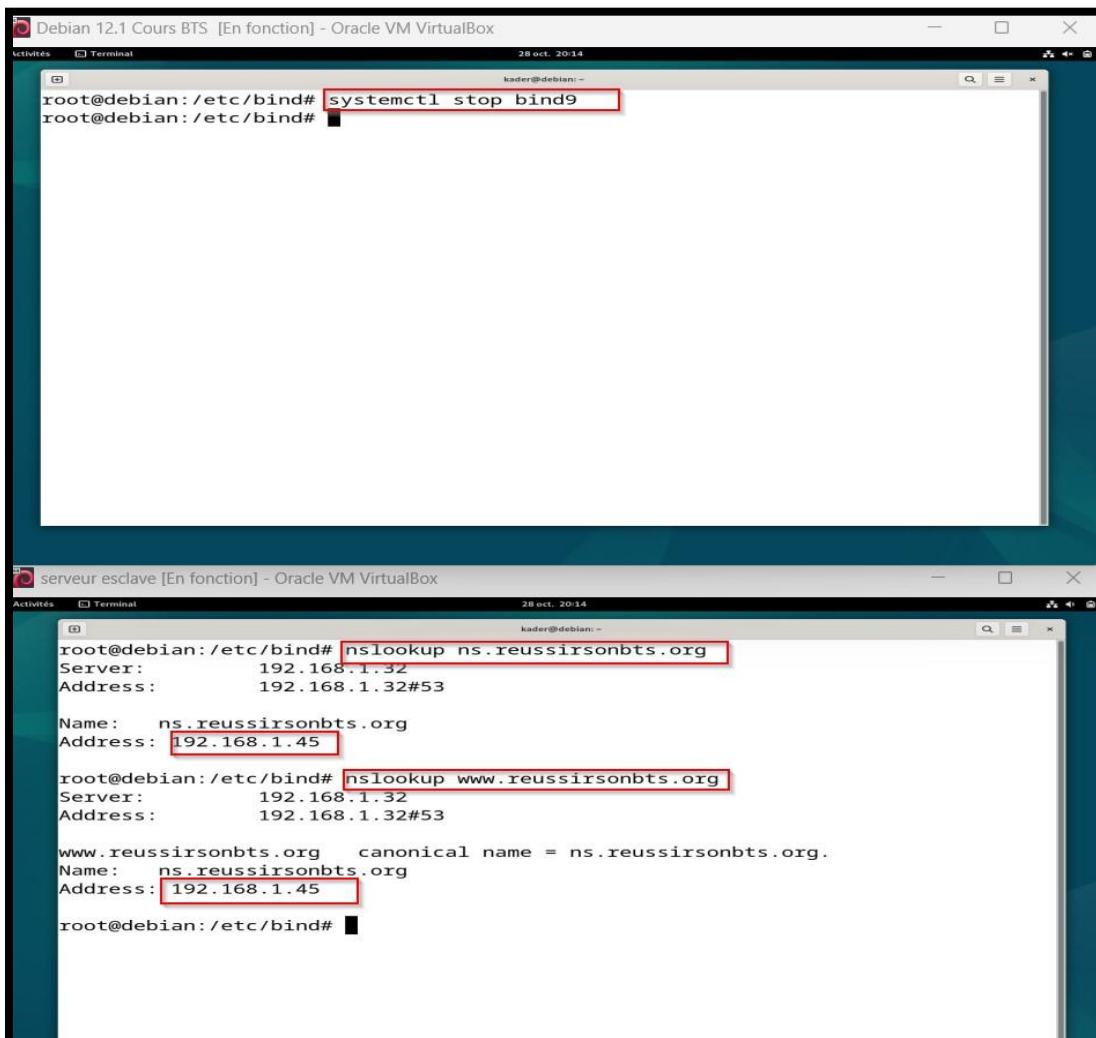 Debian 12.1 Cours BTS [En fonction] - Oracle VM VirtualBox
Activités Terminal 28 oct. 20:14
kader@debian: ~
root@debian:/etc/bind# systemctl stop bind9
root@debian:/etc/bind#
serveur esclave [En fonction] - Oracle VM VirtualBox
Activités Terminal 28 oct. 20:14
kader@debian: ~
root@debian:/etc/bind# nslookup ns.reussirsonbts.org
Server: 192.168.1.32
Address: 192.168.1.32#53
Name: ns.reussirsonbts.org
Address: 192.168.1.45
root@debian:/etc/bind# nslookup www.reussirsonbts.org
Server: 192.168.1.32
Address: 192.168.1.32#53
www.reussirsonbts.org canonical name = ns.reussirsonbts.org.
Name: ns.reussirsonbts.org
Address: 192.168.1.45
root@debian:/etc/bind#